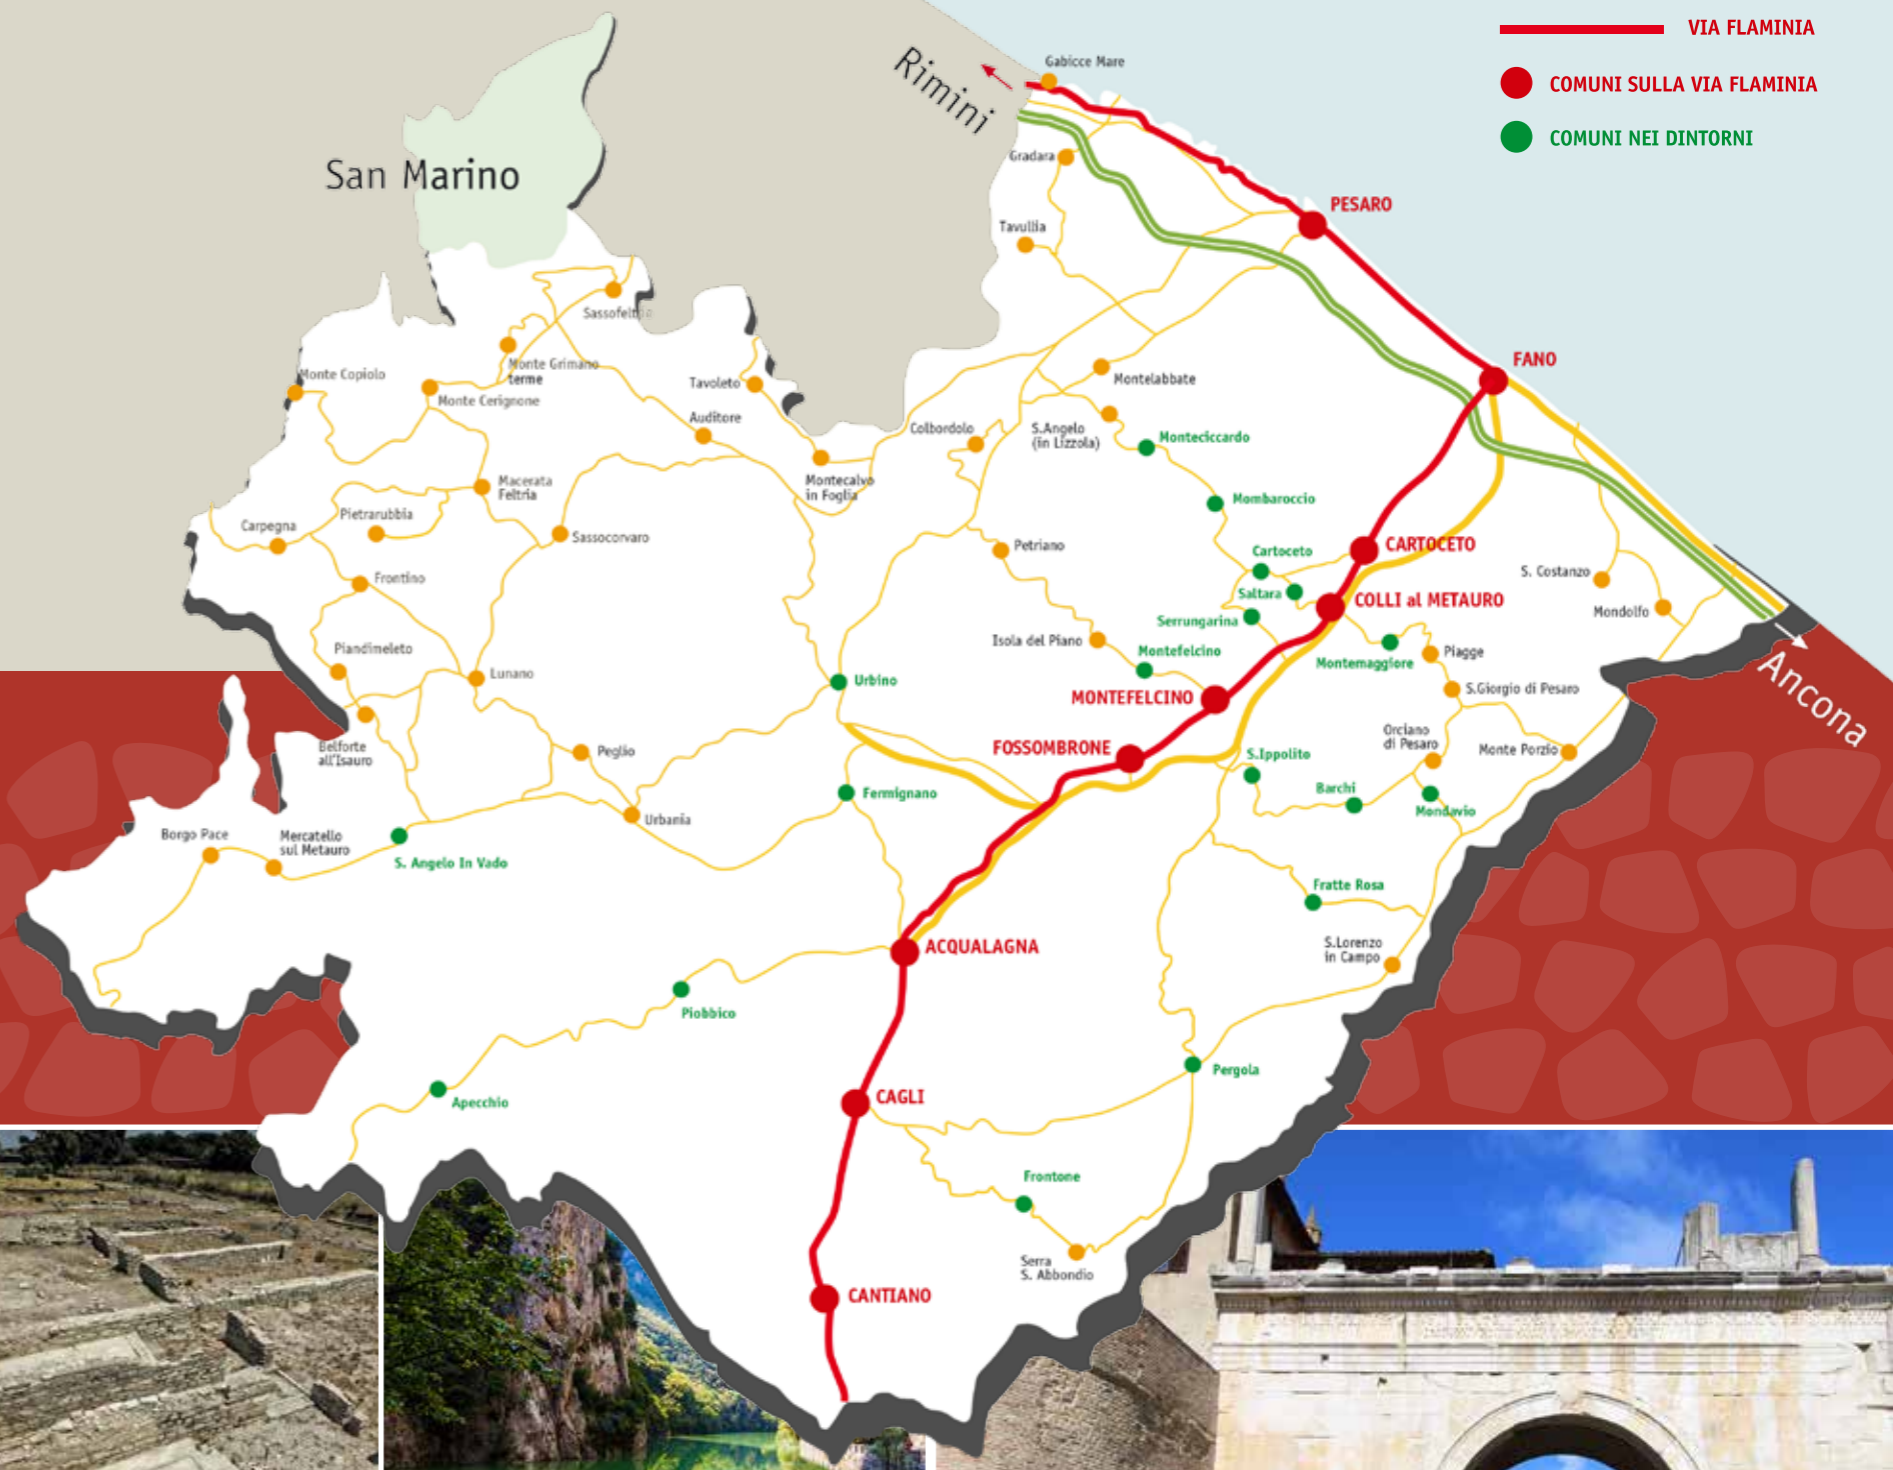 VIA FLAMINIA
COMUNI SULLA VIA FLAMINIA
COMUNI NEI DINTORNI
Rimini
Gabicce Mare
San Marino
Gradara
PESARO
Tavullia
Monte Copiolo
Monte Grimano
terme
Monte Cerignone
Tavoleto
Auditore
FANO
Montelabbate
Colbordolo
S.Angelo
(in Lizzola)
Monteciccardo
Macerata
Feltria
Montecalvo
in Foglia
Mombaroccio
Pietrarubbia
Carpegna
Sassocorvaro
Petriano
CARTOCETO
Cartoceto
Frontino
Saltara
S. Costanzo
COLLI al METAURO
Mondolfo
Serrungarina
Isola del Piano
Montefelcino
Montemaggiore
Piagge
Piandimeleto
Lunano
Urbino
MONTEFELCINO
S.Giorgio di Pesaro
Ancona
Belforte
all'Isauro
Peglio
FOSSOMBRONE
S.Ippolito
Orciano
di Pesaro
Monte Porzio
Fermignano
Barchi
Mondavio
Urbania
Borgo Pace
Mercatello
sul Metauro
S. Angelo In Vado
Fratte Rosa
ACQUALAGNA
S.Lorenzo
in Campo
Piobbico
Pergola
Apecchio
CAGLI
Frontone
Serra
S. Abbondio
CANTIANO